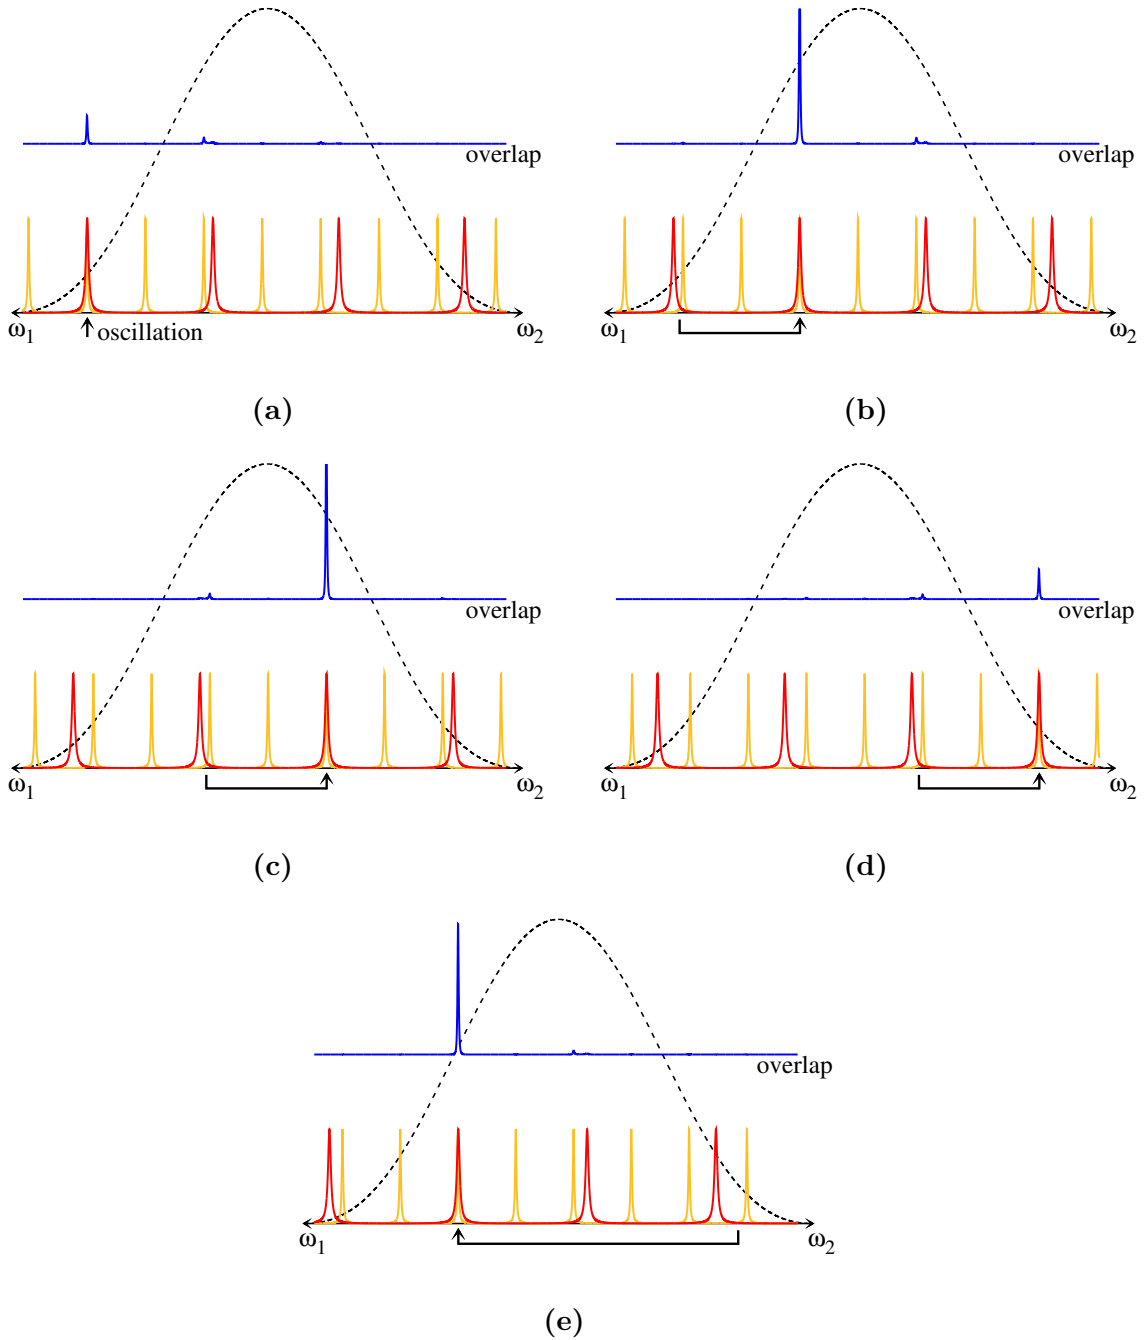 overlap
overlap
ω₁ ω₂
ω₁ ω₂
oscillation
(a)
(b)
overlap
overlap
ω₁ ω₂
ω₁ ω₂
(c)
(d)
overlap
ω₁ ω₂
(e)